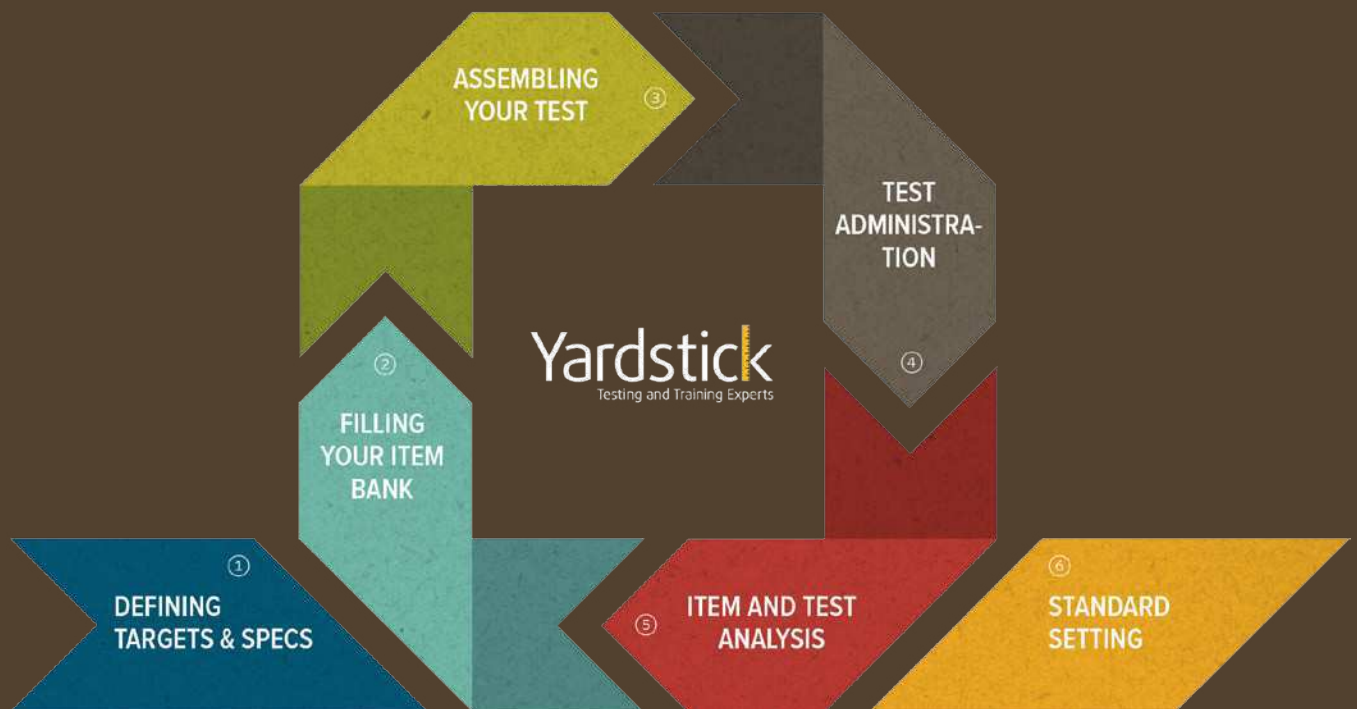 ①
DEFINING
TARGETS & SPECS
②
FILLING
YOUR ITEM
BANK
ASSEMBLING
YOUR TEST
③
TEST
ADMINISTRA-
TION
④
⑤
ITEM AND TEST
ANALYSIS
⑥
STANDARD
SETTING
Yardstick
Testing and Training Experts